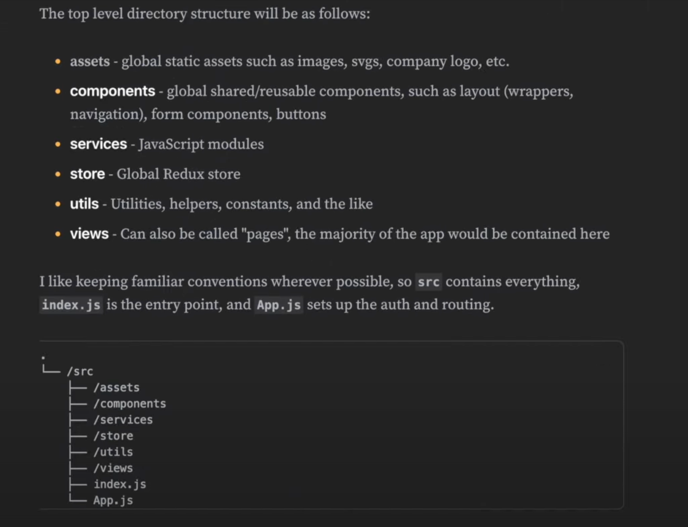 The top level directory structure will be as follows:
• assets - global static assets such as images, svgs, company logo, etc.
• components - global shared/reusable components, such as layout (wrappers,
navigation), form components, buttons
• services - JavaScript modules
• store - Global Redux store
• utils - Utilities, helpers, constants, and the like
• views - Can also be called "pages", the majority of the app would be contained here
I like keeping familiar conventions wherever possible, so src contains everything,
index.js is the entry point, and App.js sets up the auth and routing.
.
└── /src
    ├── /assets
    ├── /components
    ├── /services
    ├── /store
    ├── /utils
    ├── /views
    ├── index.js
    └── App.js